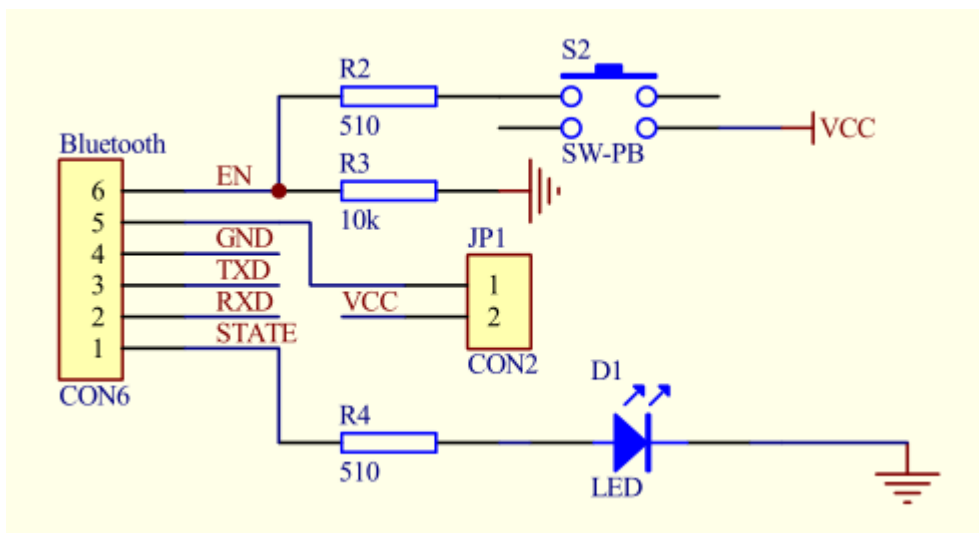 S2
R2
510
VCC
SW-PB
Bluetooth
EN
R3
6
10k
5
GND
JP1
4
TXD
1
3
VCC
RXD
2
2
STATE
1
CON2
CON6
D1
R4
510
LED